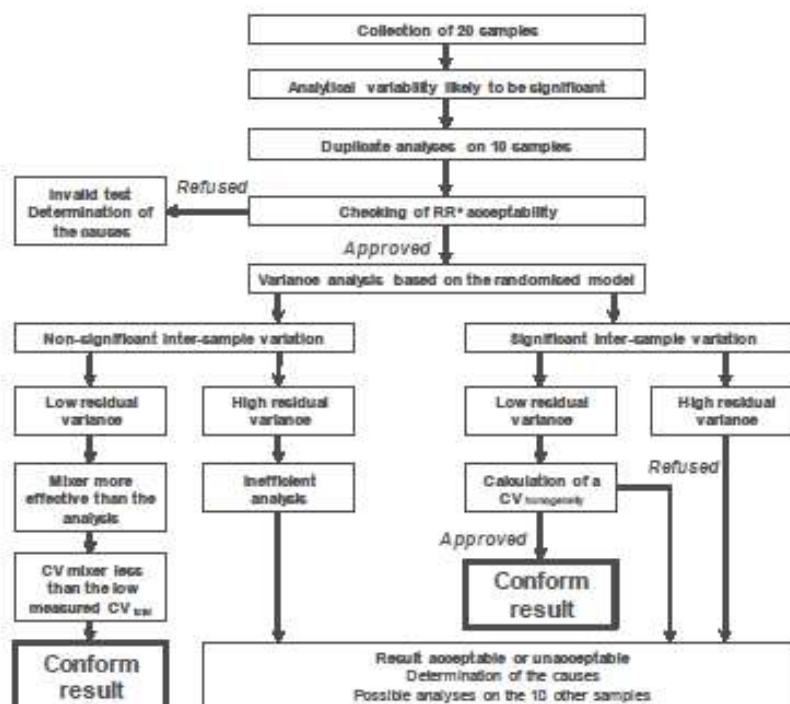 Collection of 20 samples
Analytical variability likely to be significant
Duplicate analyses on 10 samples
Refused
Invalid test
Determination of
the causes
Checking of RR* acceptability
Approved
Variance analysis based on the randomised model
Non-significant inter-sample variation
Significant inter-sample variation
Low residual
variance
High residual
variance
Low residual
variance
High residual
variance
Mixer more
effective than the
analysis
Inefficient
analysis
Calculation of a
CV homogeneity
Refused
Approved
CV mixer less
than the low
measured CV total
Conform
result
Conform
result
Result acceptable or unacceptable
Determination of the causes
Possible analyses on the 10 other samples